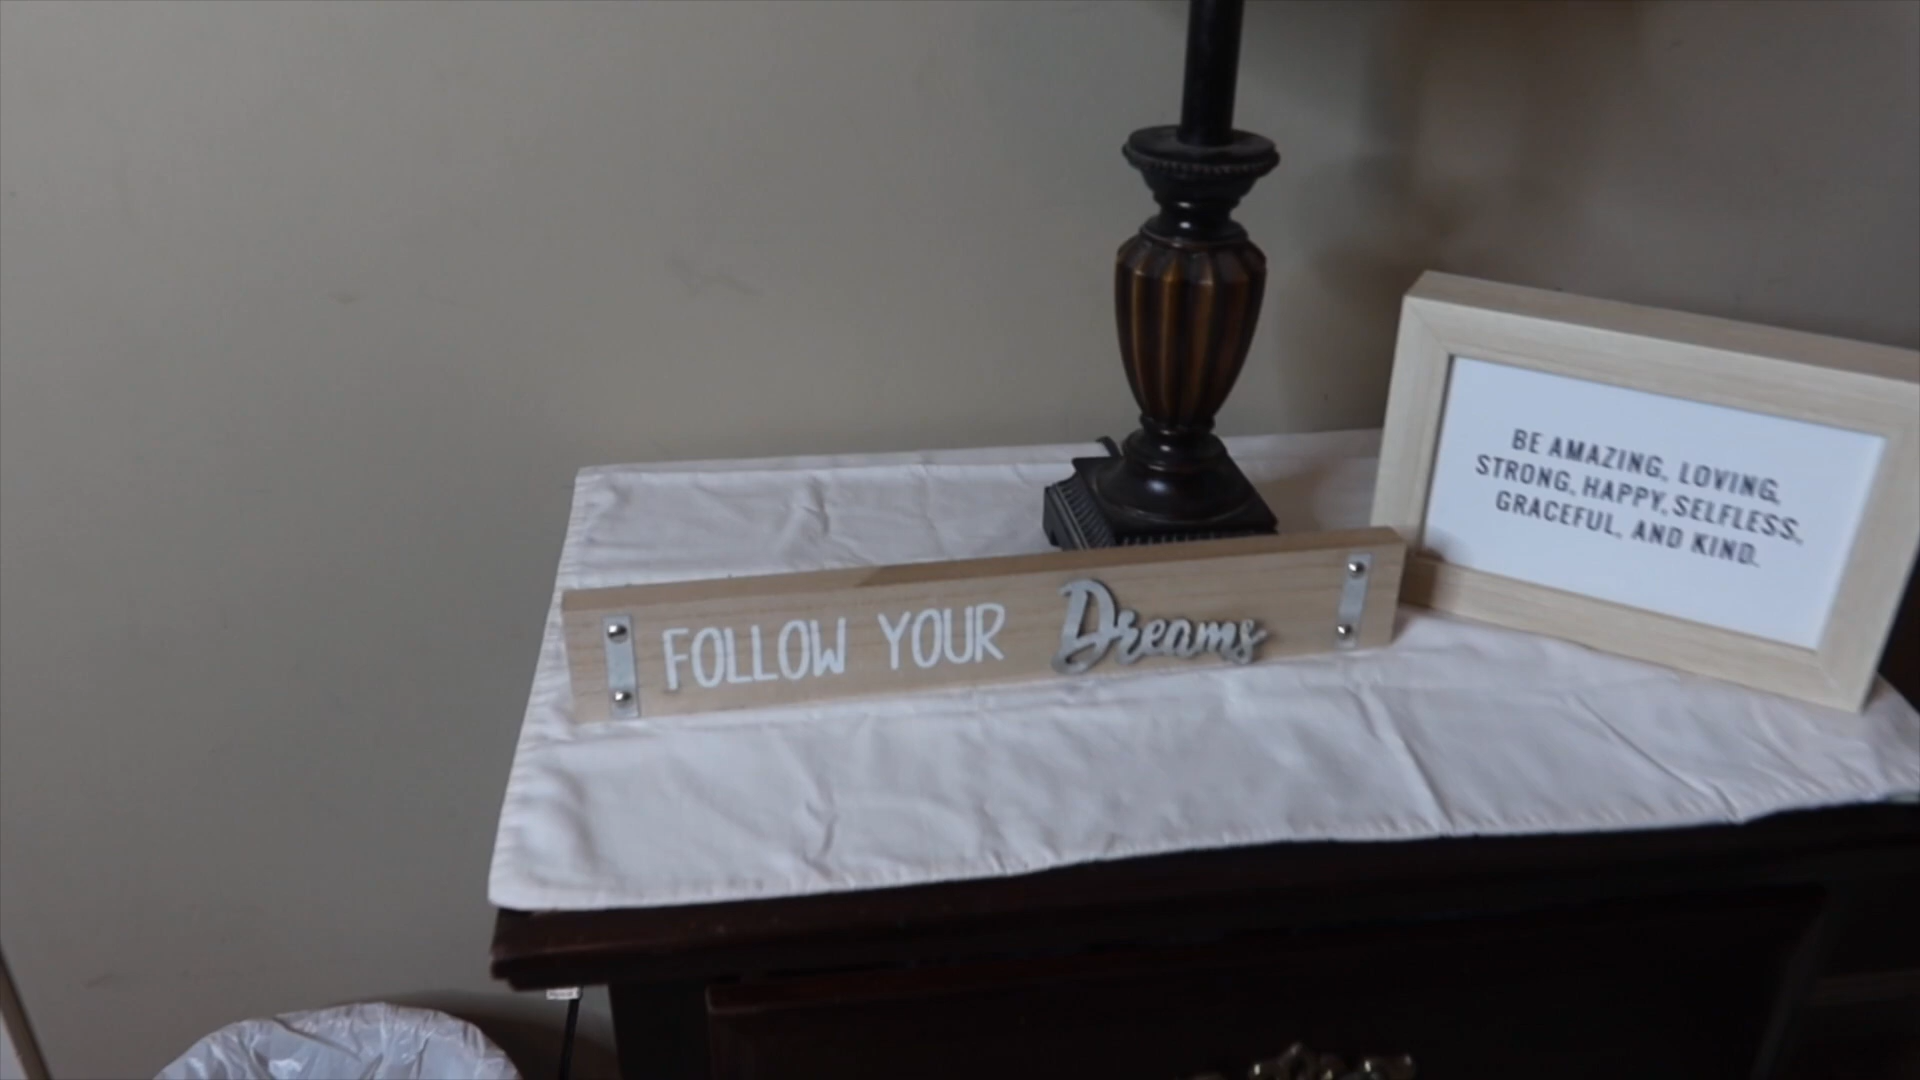 FOLLOW YOUR Dreams
BE AMAZING, LOVING,
STRONG, HAPPY, SELFLESS,
GRACEFUL, AND KIND.